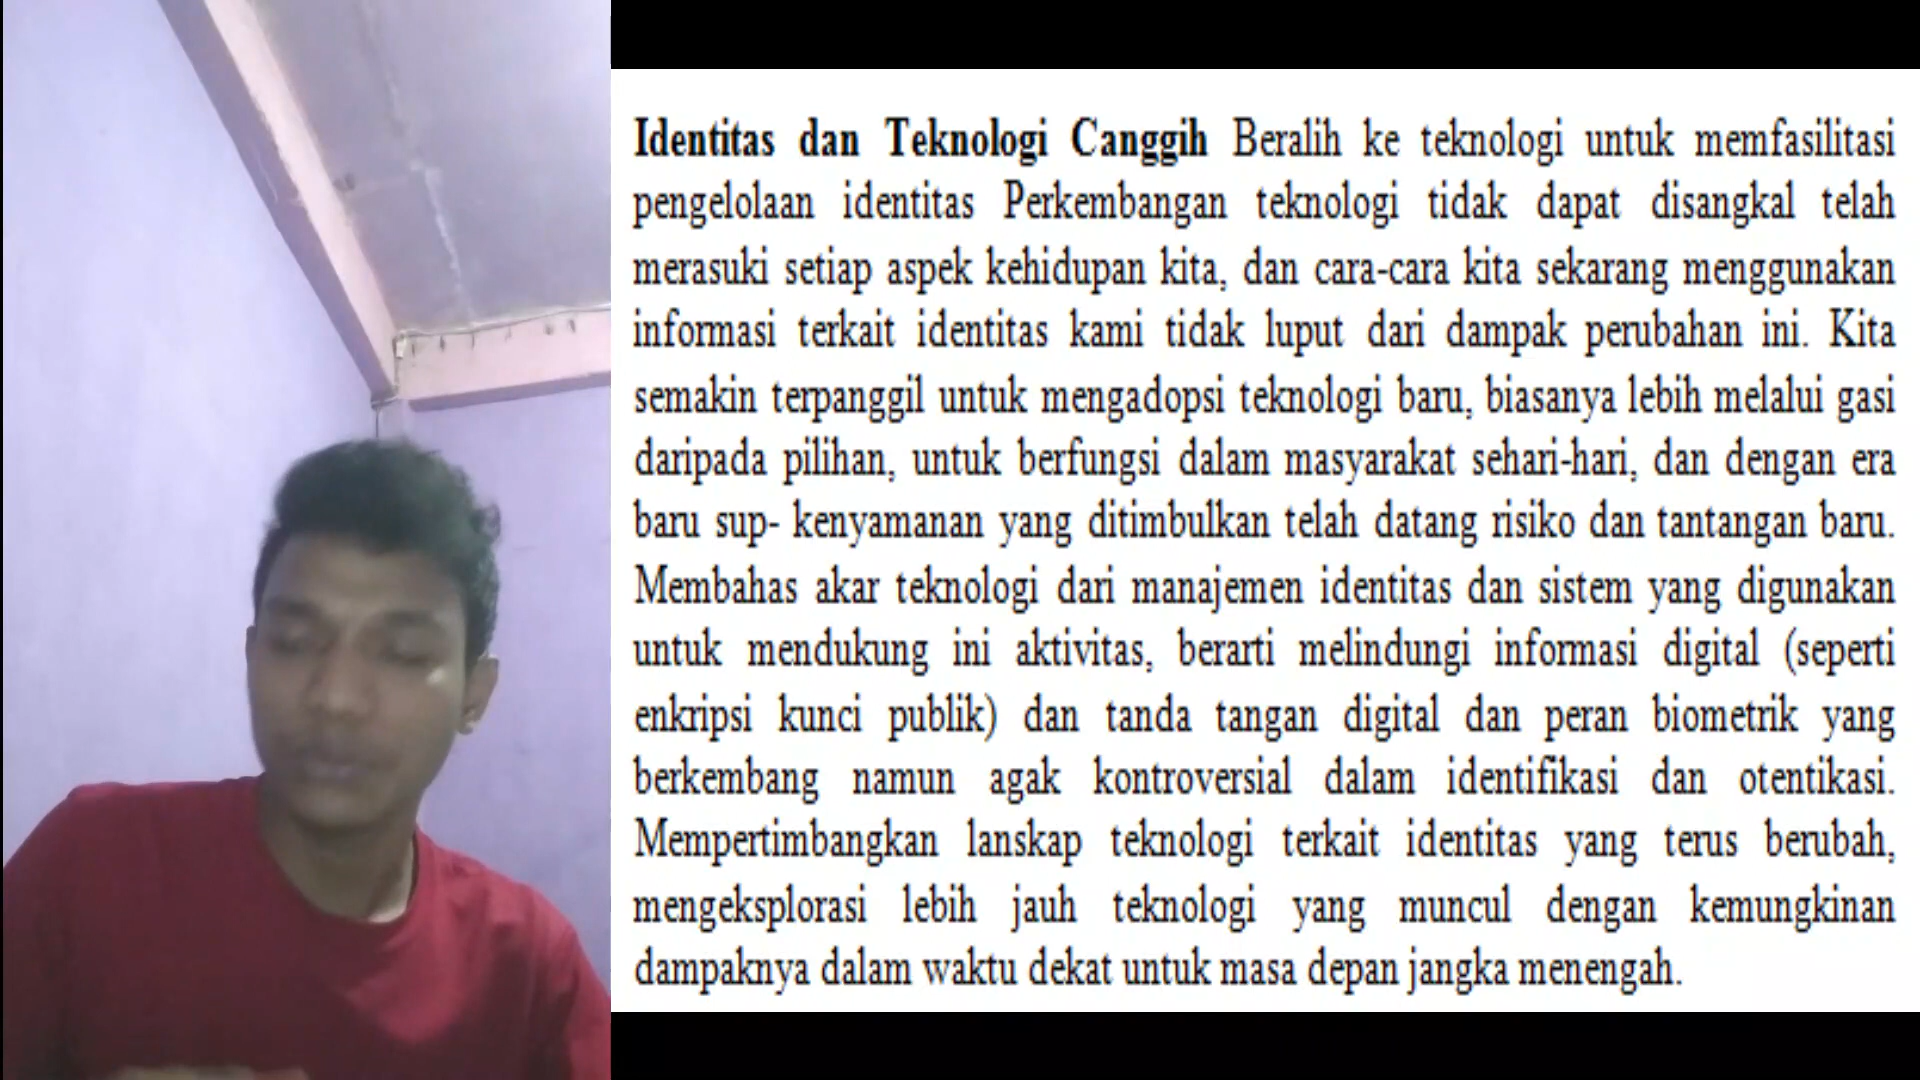 Identitas dan Teknologi Canggih Beralih ke teknologi untuk memfasilitasi
pengelolaan identitas Perkembangan teknologi tidak dapat disangkal telah
merasuki setiap aspek kehidupan kita, dan cara-cara kita sekarang menggunakan
informasi terkait identitas kami tidak luput dari dampak perubahan ini. Kita
semakin terpanggil untuk mengadopsi teknologi baru, biasanya lebih melalui gasi
daripada pilihan, untuk berfungsi dalam masyarakat sehari-hari, dan dengan era
baru sup- kenyamanan yang ditimbulkan telah datang risiko dan tantangan baru.
Membahas akar teknologi dari manajemen identitas dan sistem yang digunakan
untuk mendukung ini aktivitas, berarti melindungi informasi digital (seperti
enkripsi kunci publik) dan tanda tangan digital dan peran biometrik yang
berkembang namun agak kontroversial dalam identifikasi dan otentikasi.
Mempertimbangkan lanskap teknologi terkait identitas yang terus berubah,
mengeksplorasi lebih jauh teknologi yang muncul dengan kemungkinan
dampaknya dalam waktu dekat untuk masa depan jangka menengah.